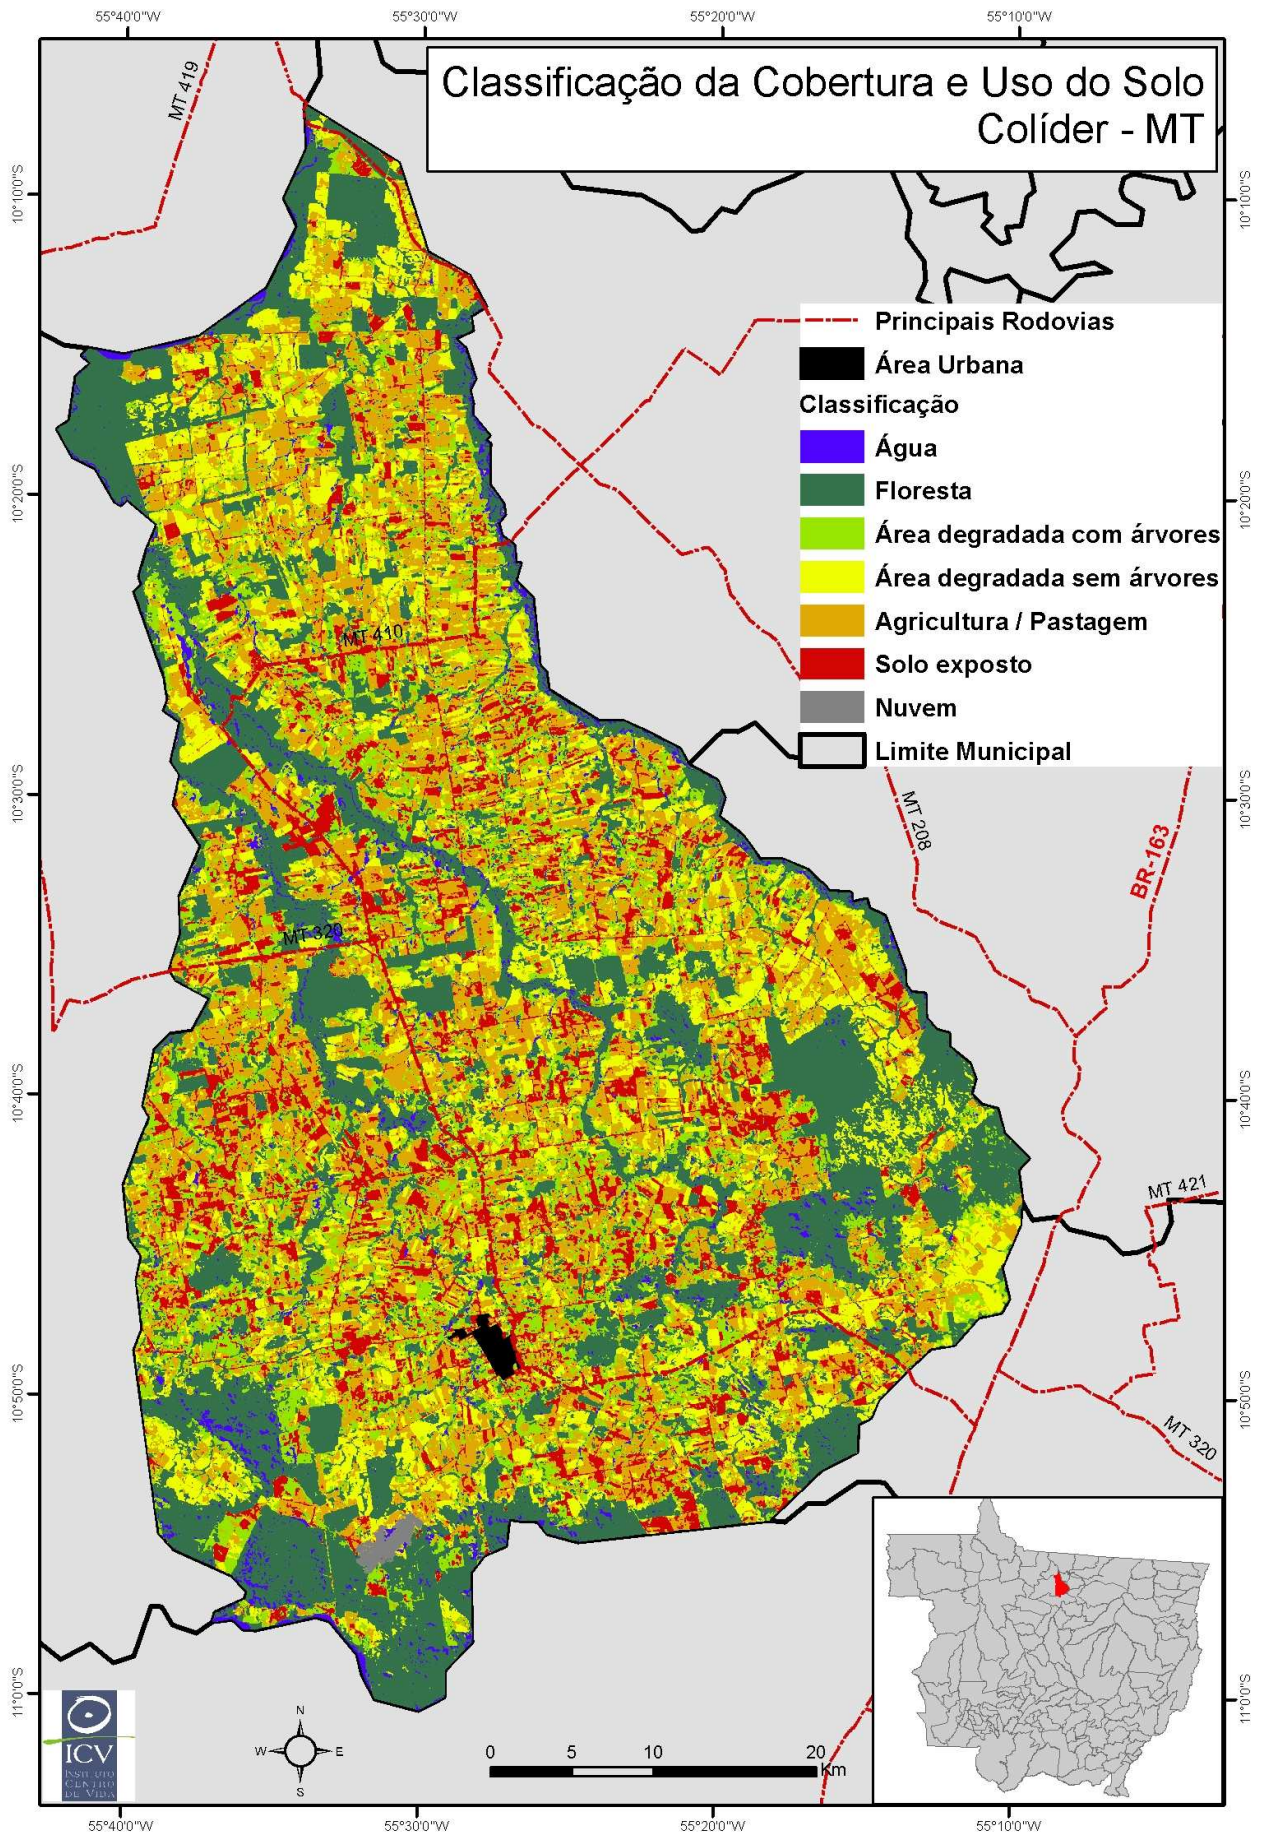 55°40'0"W 55°30'0"W 55°20'0"W 55°10'0"W
Classificação da Cobertura e Uso do Solo
Colíder - MT
MT 419
10°10'0"S
10°10'0"S
Principais Rodovias
Área Urbana
Classificação
Água
Floresta
Área degradada com árvores
Área degradada sem árvores
Agricultura / Pastagem
Solo exposto
Nuvem
Limite Municipal
10°20'0"S
10°20'0"S
MT 410
10°30'0"S
10°30'0"S
MT 208
BR-163
MT 320
10°40'0"S
10°40'0"S
MT 421
10°50'0"S
10°50'0"S
MT 320
11°0'0"S
11°0'0"S
ICV
INSTITUTO
CENTRO
DE VIDA
N
W E
S
0 5 10 20
Km
55°40'0"W 55°30'0"W 55°20'0"W 55°10'0"W